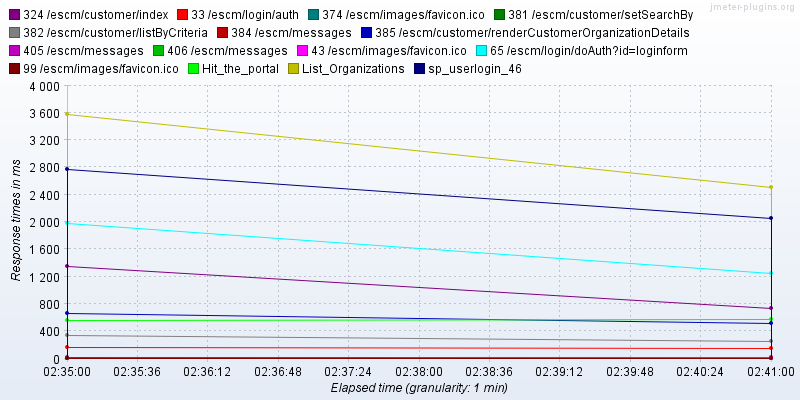 jmeter-plugins.org
324 /escm/customer/index 33 /escm/login/auth 374 /escm/images/favicon.ico 381 /escm/customer/setSearchBy
382 /escm/customer/listByCriteria 384 /escm/messages 385 /escm/customer/renderCustomerOrganizationDetails
405 /escm/messages 406 /escm/messages 43 /escm/images/favicon.ico 65 /escm/login/doAuth?id=loginform
99 /escm/images/favicon.ico Hit_the_portal List_Organizations sp_userlogin_46
4 000
3 600
3 200
2 800
2 400
2 000
1 600
1 200
800
400
0
Response times in ms
02:35:00 02:35:36 02:36:12 02:36:48 02:37:24 02:38:00 02:38:36 02:39:12 02:39:48 02:40:24 02:41:00
Elapsed time (granularity: 1 min)